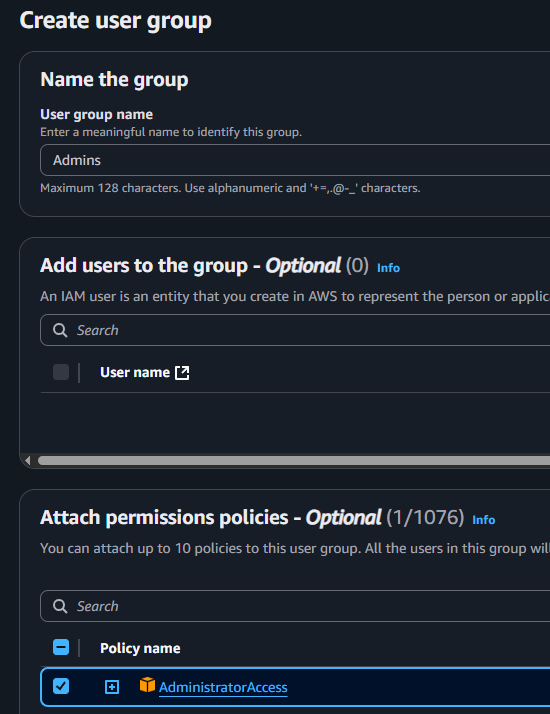 Create user group
Name the group
User group name
Enter a meaningful name to identify this group.
Admins
Maximum 128 characters. Use alphanumeric and '+=,.@-_' characters.
Add users to the group - Optional (0) Info
An IAM user is an entity that you create in AWS to represent the person or applic
Search
User name
Attach permissions policies - Optional (1/1076) Info
You can attach up to 10 policies to this user group. All the users in this group wil
Search
Policy name
AdministratorAccess